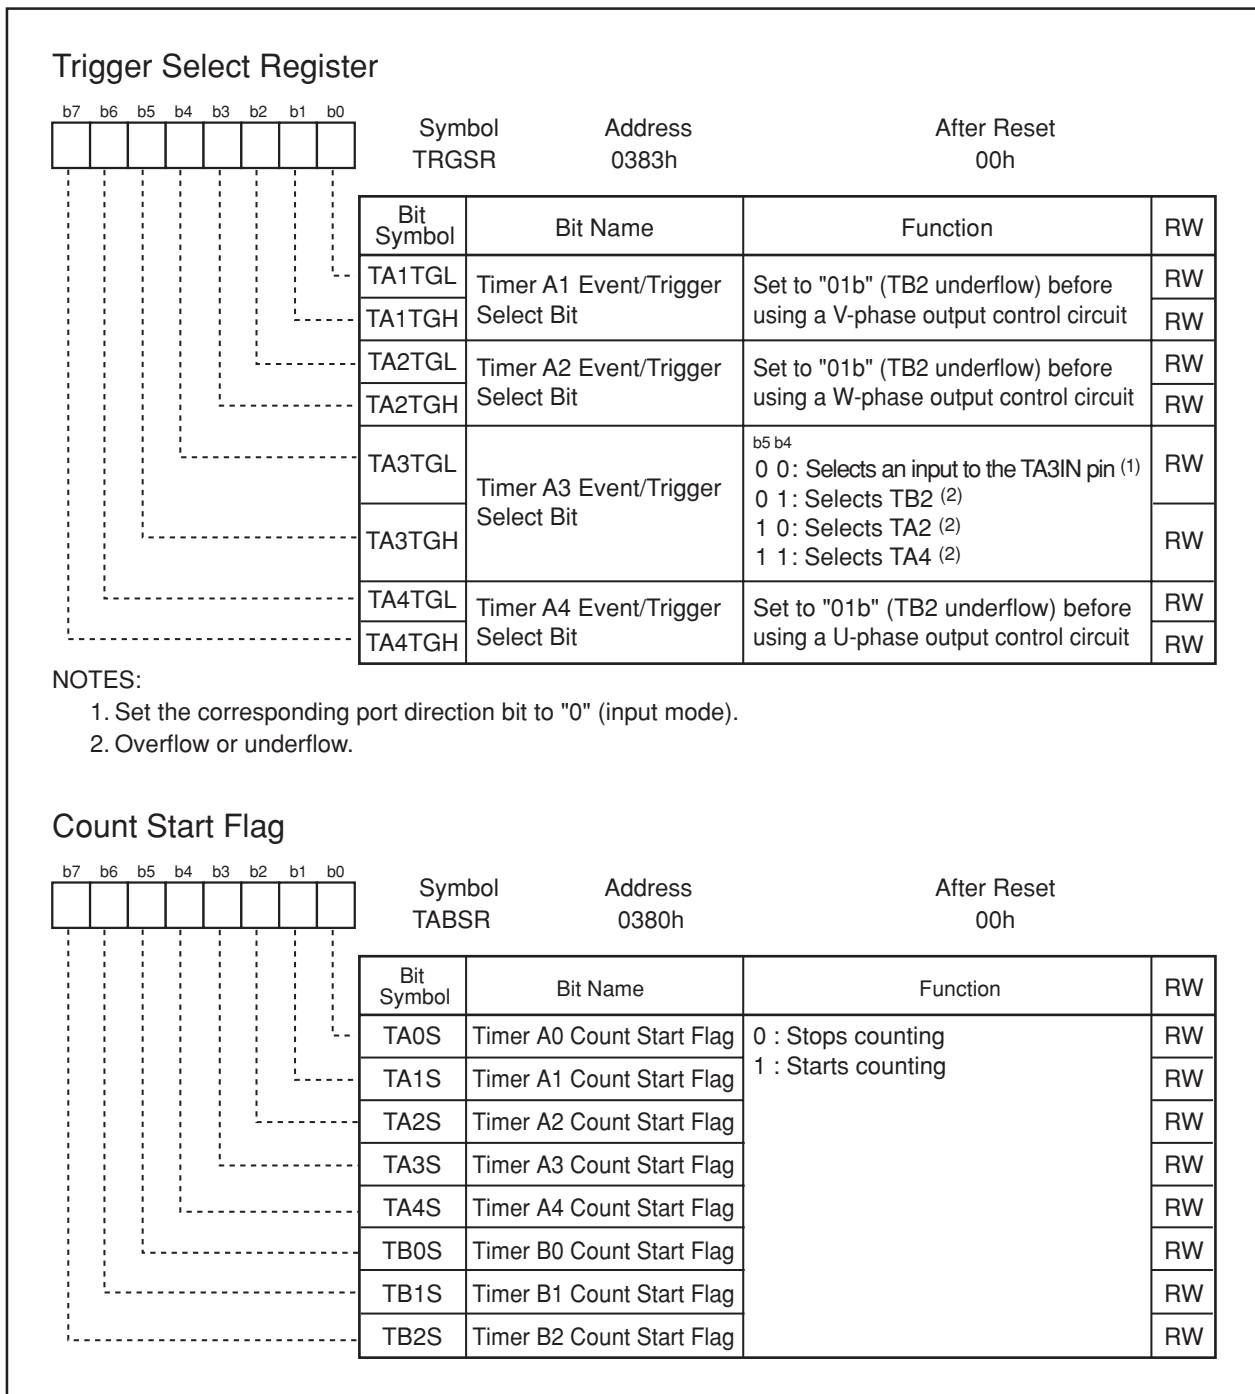 Trigger Select Register
b7 b6 b5 b4 b3 b2 b1 b0
Symbol Address After Reset
TRGSR 0383h 00h
Bit Symbol Bit Name Function RW
TA1TGL Timer A1 Event/Trigger Set to "01b" (TB2 underflow) before RW
TA1TGH Select Bit using a V-phase output control circuit RW
TA2TGL Timer A2 Event/Trigger Set to "01b" (TB2 underflow) before RW
TA2TGH Select Bit using a W-phase output control circuit RW
b5 b4
TA3TGL 0 0: Selects an input to the TA3IN pin (1) RW
Timer A3 Event/Trigger 0 1: Selects TB2 (2)
Select Bit 1 0: Selects TA2 (2)
TA3TGH 1 1: Selects TA4 (2) RW
TA4TGL Timer A4 Event/Trigger Set to "01b" (TB2 underflow) before RW
TA4TGH Select Bit using a U-phase output control circuit RW
NOTES:
1. Set the corresponding port direction bit to "0" (input mode).
2. Overflow or underflow.
Count Start Flag
b7 b6 b5 b4 b3 b2 b1 b0
Symbol Address After Reset
TABSR 0380h 00h
Bit Symbol Bit Name Function RW
TA0S Timer A0 Count Start Flag 0 : Stops counting RW
TA1S Timer A1 Count Start Flag 1 : Starts counting RW
TA2S Timer A2 Count Start Flag RW
TA3S Timer A3 Count Start Flag RW
TA4S Timer A4 Count Start Flag RW
TB0S Timer B0 Count Start Flag RW
TB1S Timer B1 Count Start Flag RW
TB2S Timer B2 Count Start Flag RW